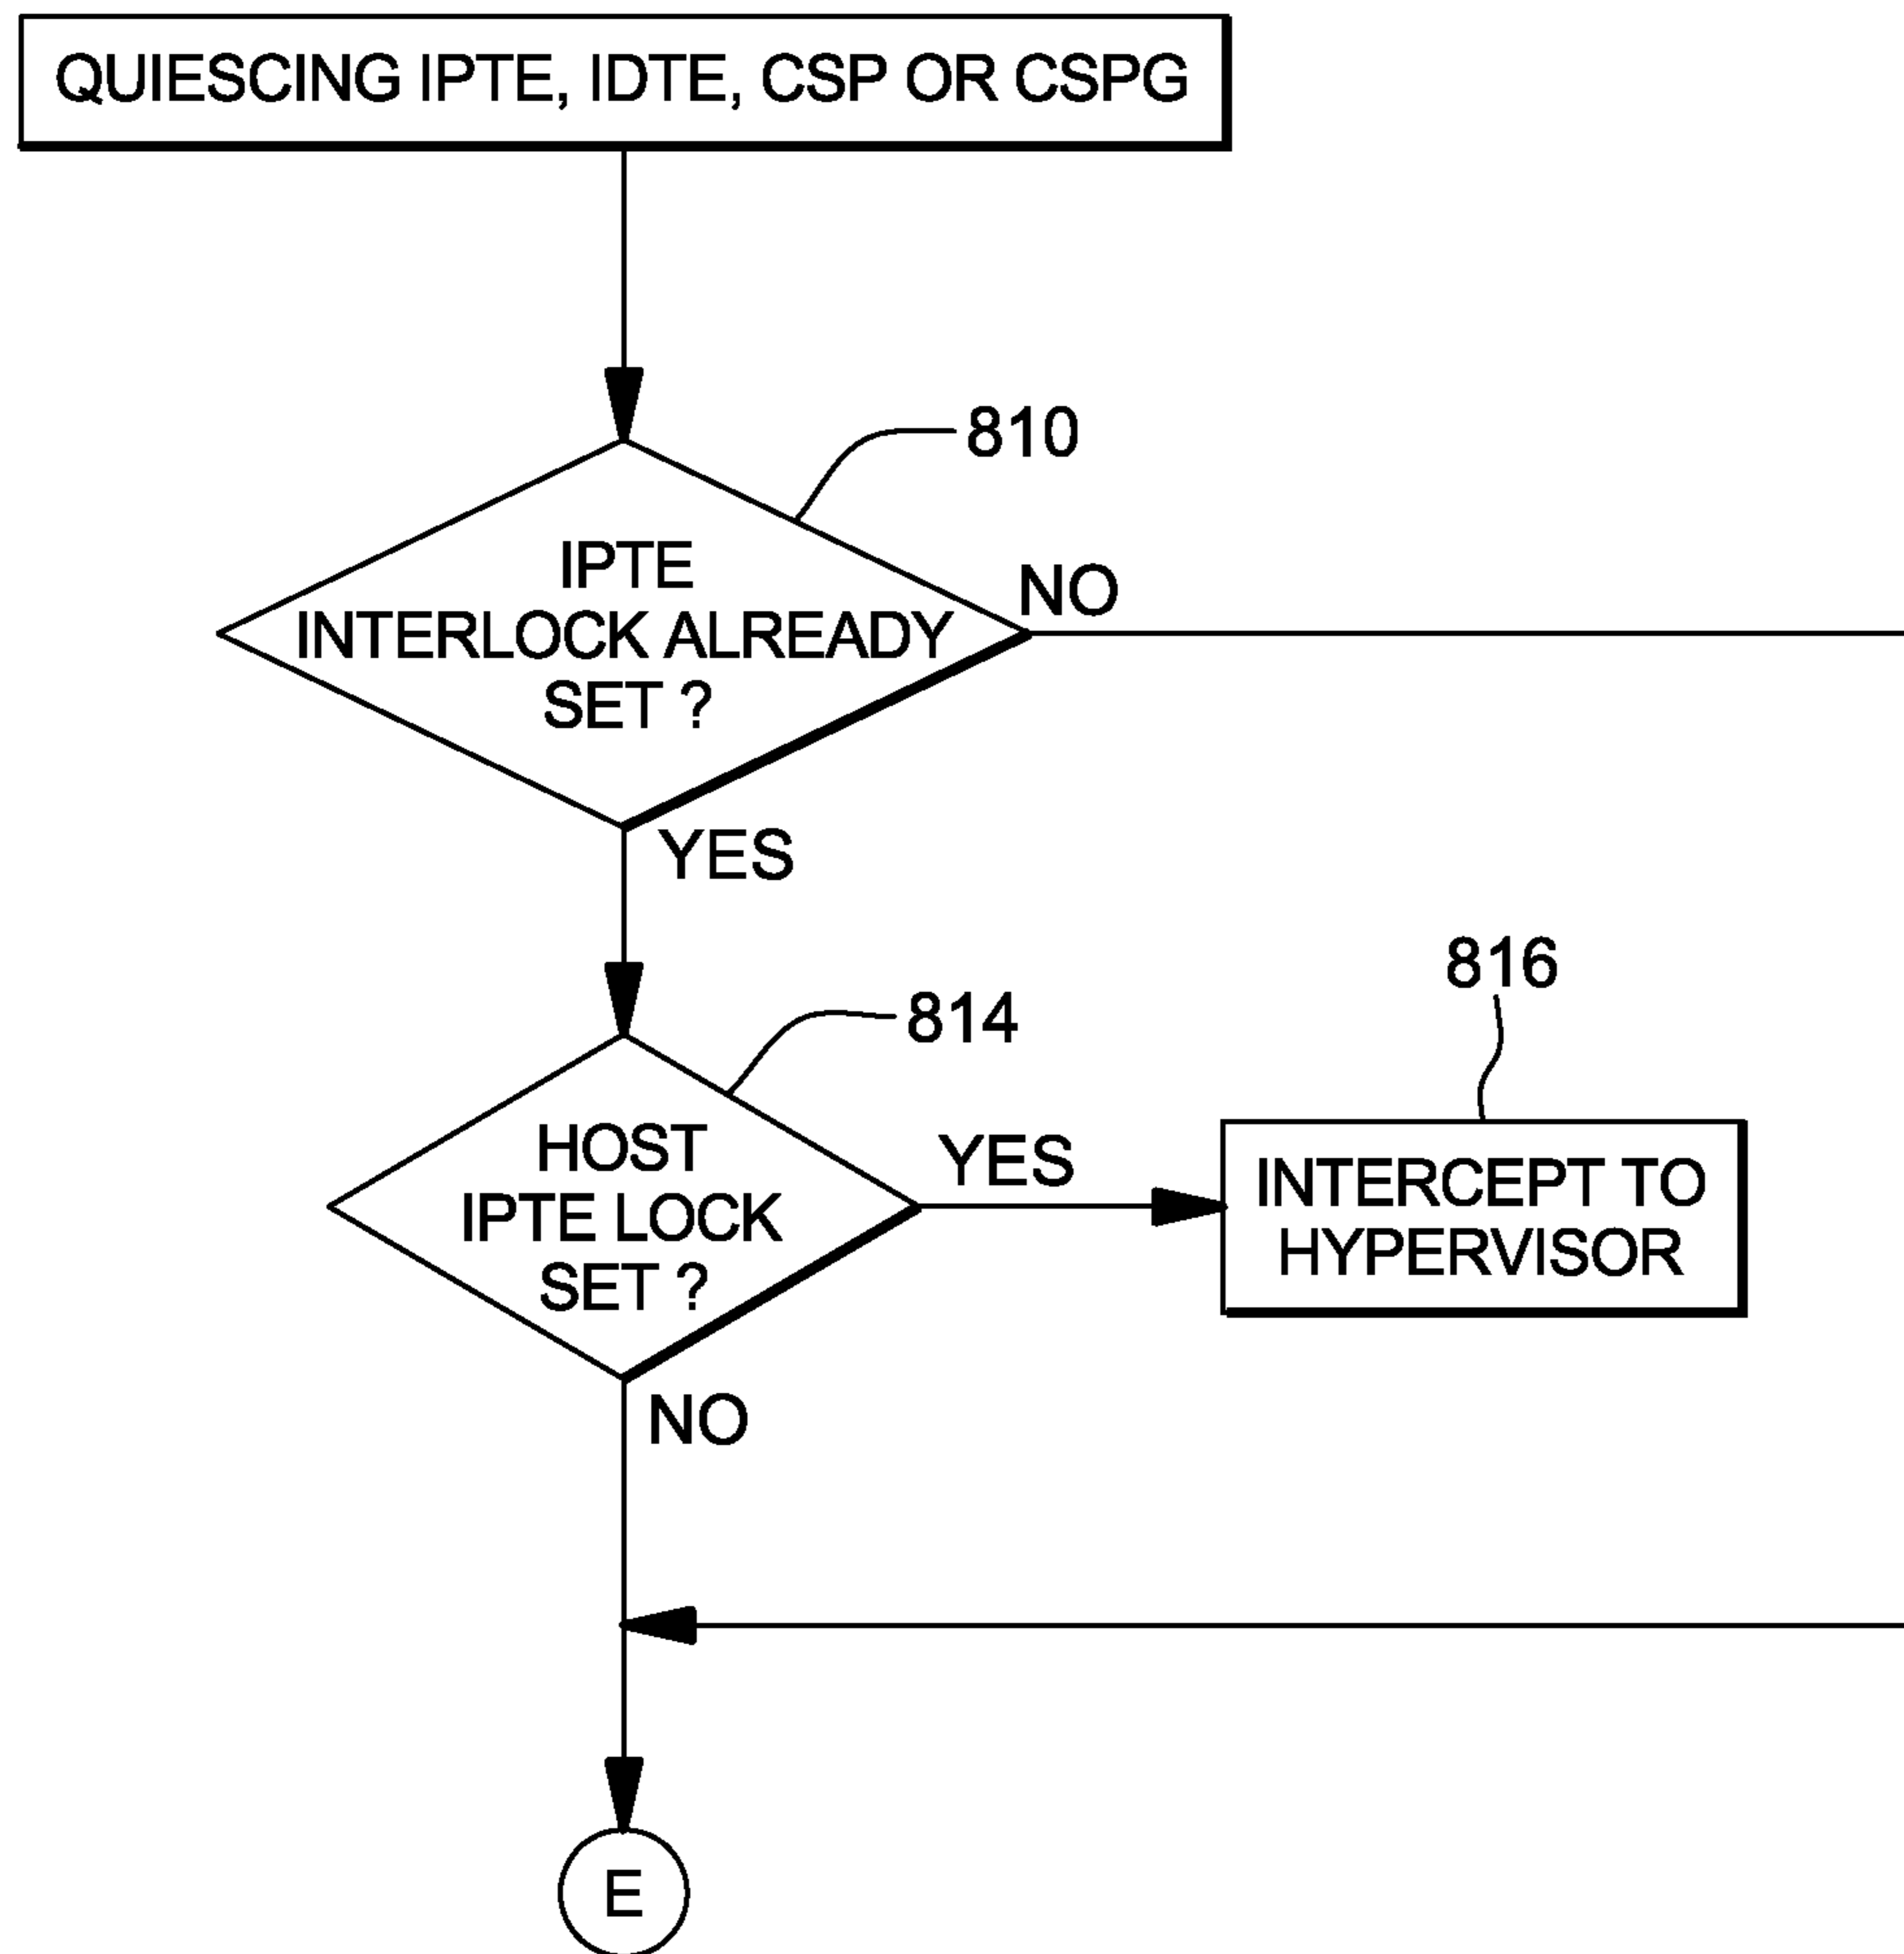 QUIESCING IPTE, IDTE, CSP OR CSPG
810
IPTE
INTERLOCK ALREADY
SET ?
NO
YES
814
816
HOST
IPTE LOCK
SET ?
YES
INTERCEPT TO
HYPERVISOR
NO
E